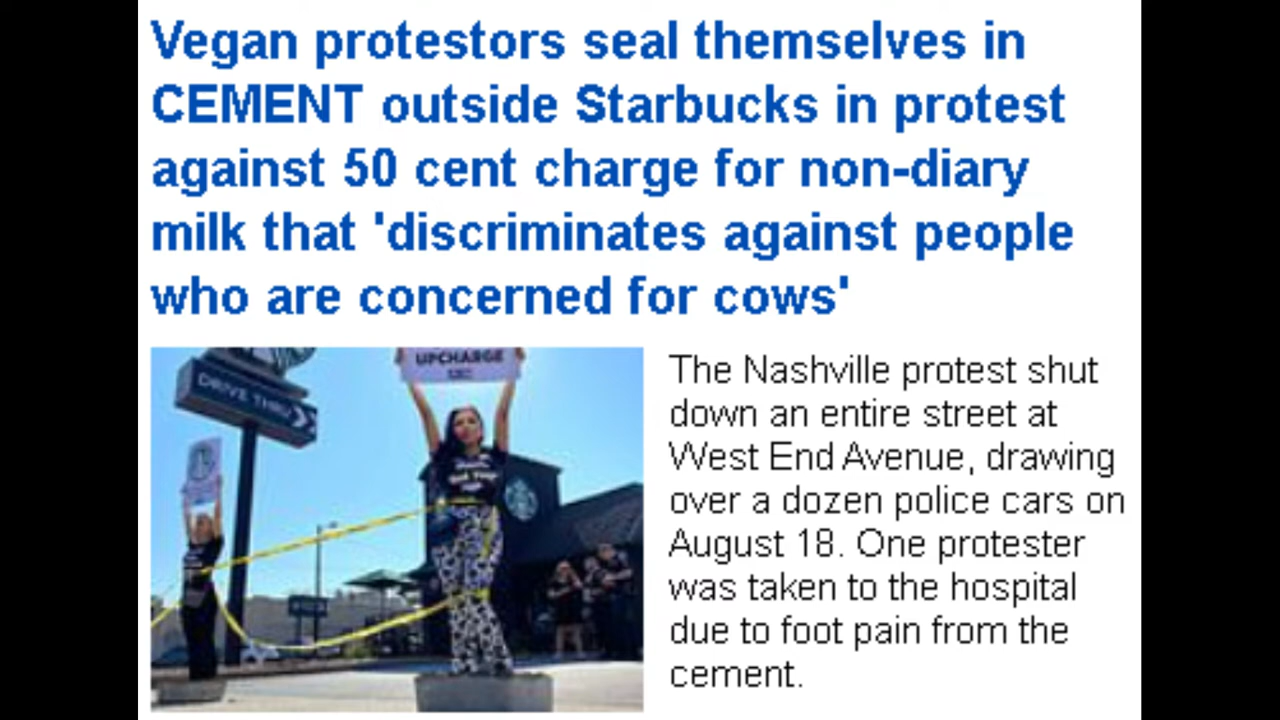 Vegan protestors seal themselves in
CEMENT outside Starbucks in protest
against 50 cent charge for non-diary
milk that 'discriminates against people
who are concerned for cows'
UPCHARGE
DRIVE THRU
The Nashville protest shut
down an entire street at
West End Avenue, drawing
over a dozen police cars on
August 18. One protester
was taken to the hospital
due to foot pain from the
cement.